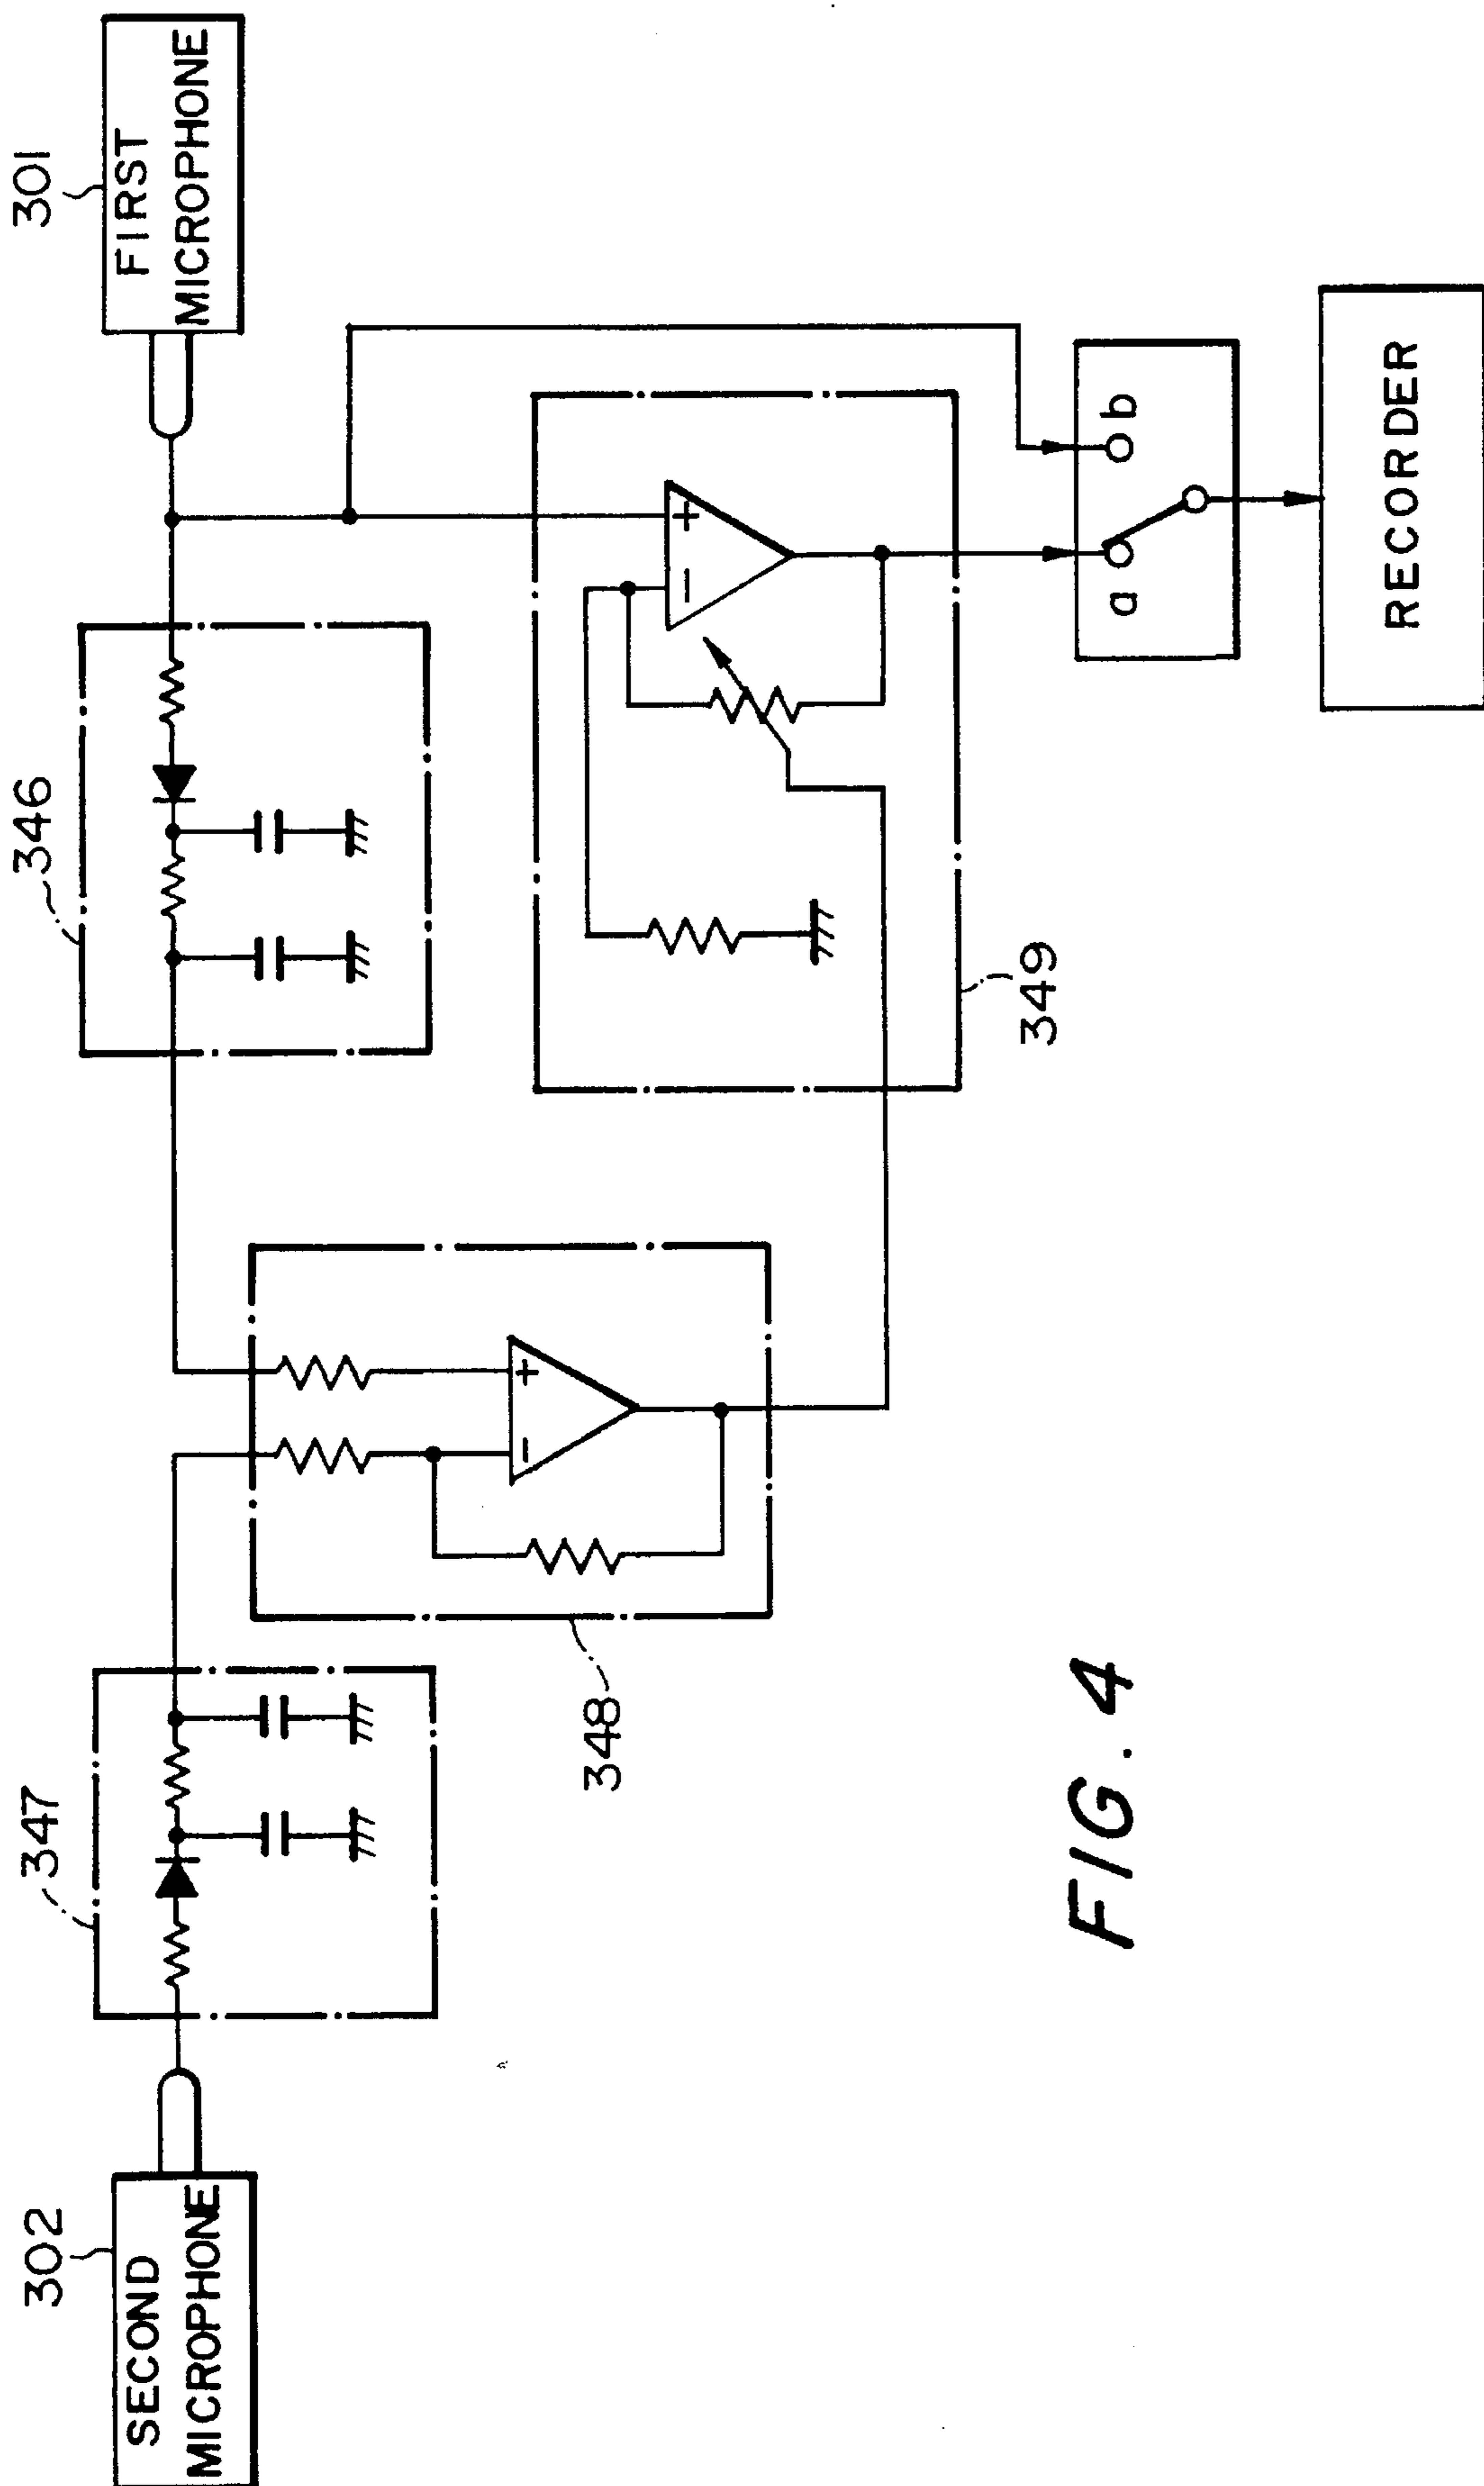 302
SECOND
MICROPHONE
347
348
346
349
301
FIRST
MICROPHONE
+
−
+
−
a
b
RECORDER
FIG. 4